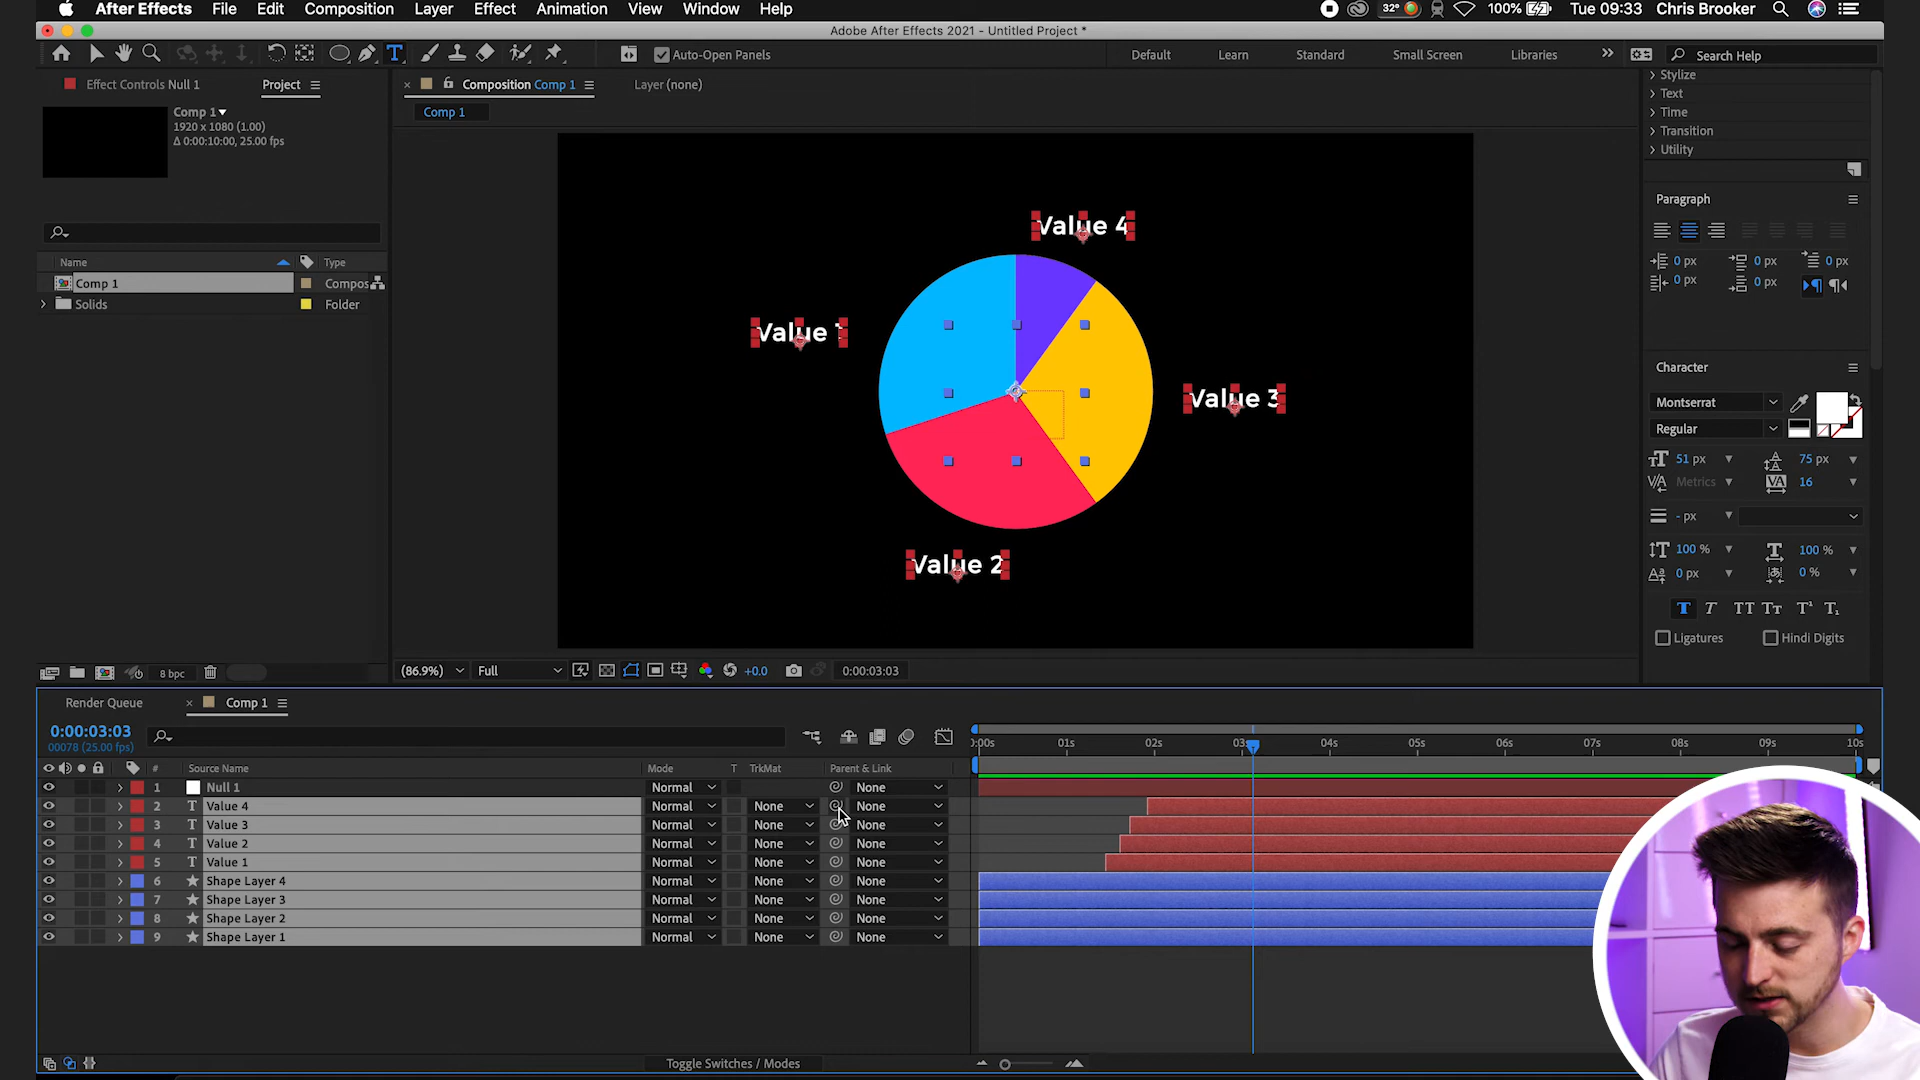 After Effects File Edit Composition Layer Effect Animation View Window Help 32° 100% Tue 09:33 Chris Brooker
Adobe After Effects 2021 - Untitled Project *
Auto-Open Panels Default Learn Standard Small Screen Libraries Search Help
Effect Controls Null 1 Project
Composition Comp 1 Layer (none)
Comp 1
Comp 1
1920 x 1080 (1.00)
Δ 0:00:10:00, 25.00 fps
Name Type
Comp 1 Compos
Solids Folder
8 bpc
Value 4
Value 1
Value 3
Value 2
(86.9%) Full +0.0 0:00:03:03
Stylize
Text
Time
Transition
Utility
Paragraph
0 px 0 px 0 px
0 px 0 px
Character
Montserrat
Regular
51 px 75 px
Metrics 16
- px
100 % 100 %
0 px 0 %
T T TT Tт T¹ T₁
Ligatures Hindi Digits
Render Queue Comp 1
0:00:03:03
00078 (25.00 fps)
0:00s 01s 02s 03s 04s 05s 06s 07s 08s 09s 10s
# Source Name Mode T TrkMat Parent & Link
1 Null 1 Normal None
2 T Value 4 Normal None None
3 T Value 3 Normal None None
4 T Value 2 Normal None None
5 T Value 1 Normal None None
6 Shape Layer 4 Normal None None
7 Shape Layer 3 Normal None None
8 Shape Layer 2 Normal None None
9 Shape Layer 1 Normal None None
Toggle Switches / Modes